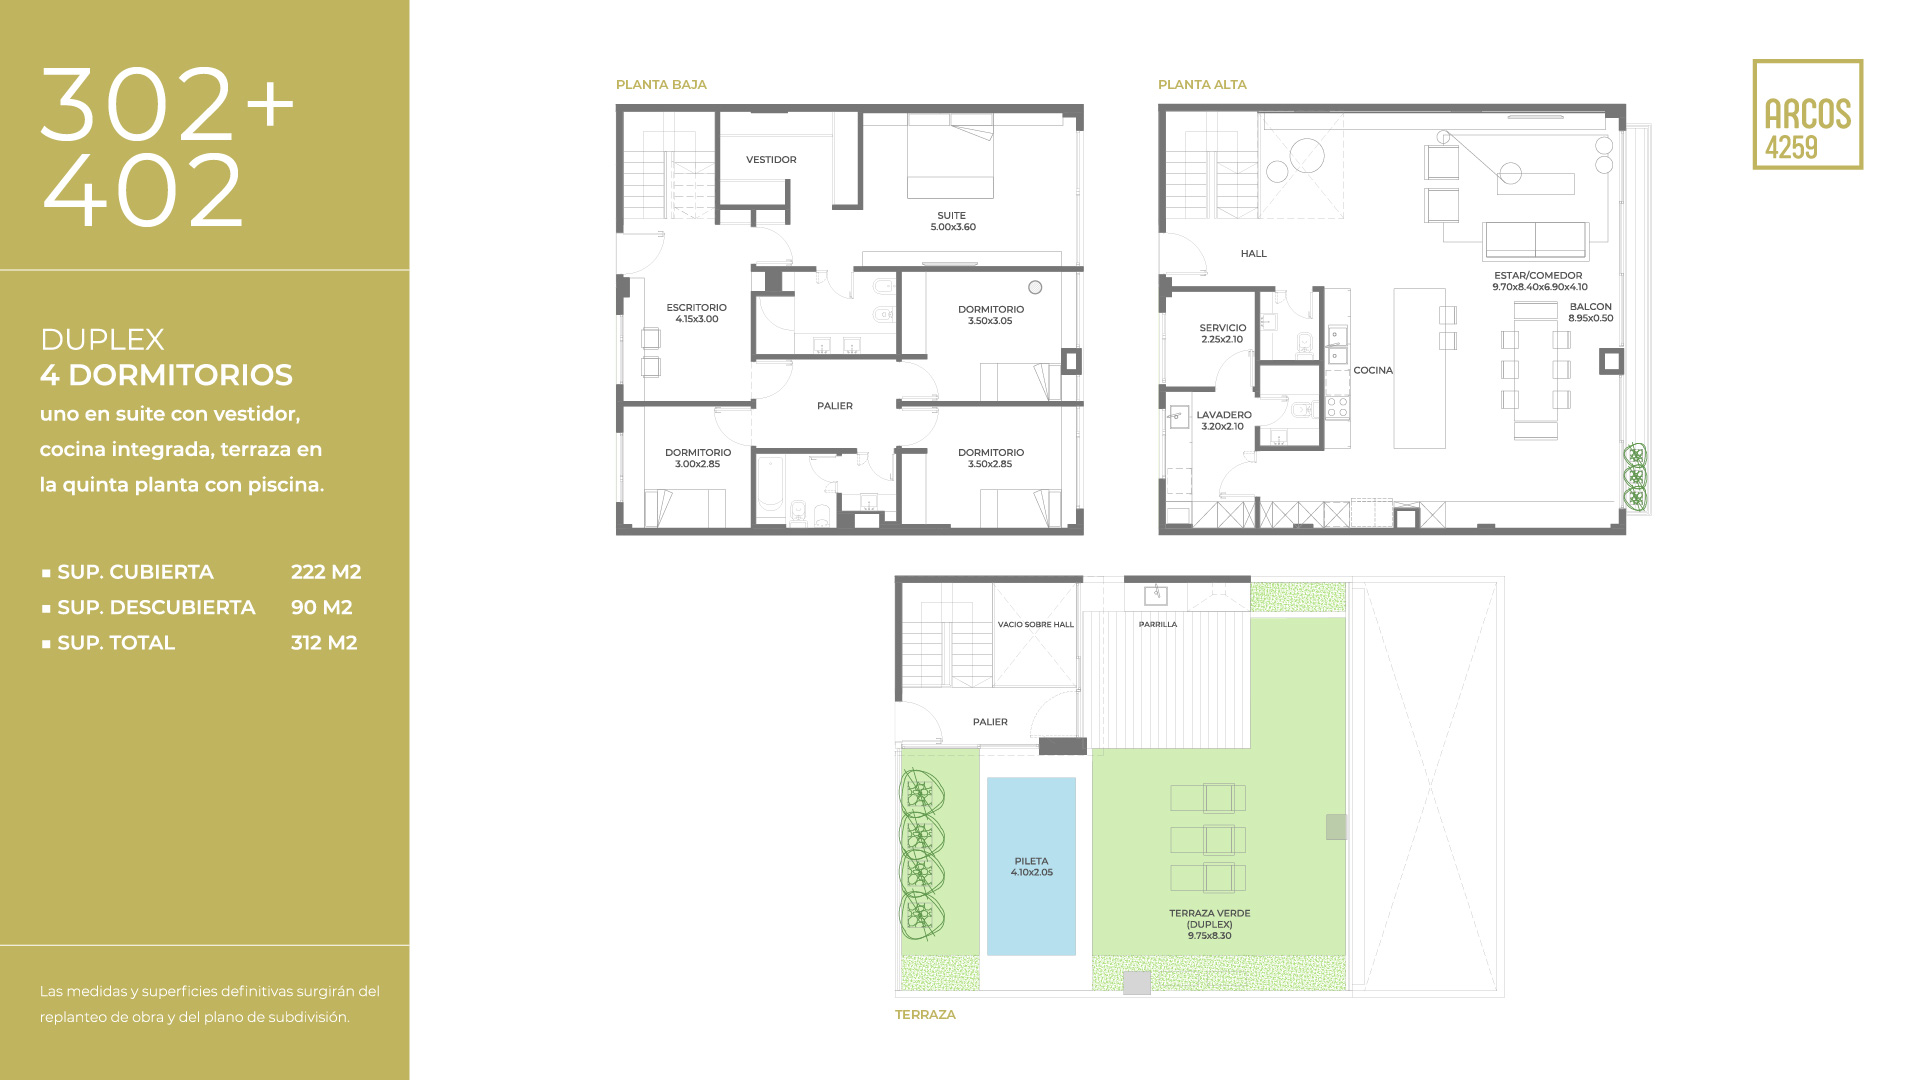 302+
402
DUPLEX
4 DORMITORIOS
uno en suite con vestidor,
cocina integrada, terraza en
la quinta planta con piscina.
SUP. CUBIERTA 222 M2
SUP. DESCUBIERTA 90 M2
SUP. TOTAL 312 M2
Las medidas y superficies definitivas surgirán del
replanteo de obra y del plano de subdivisión.
PLANTA BAJA
VESTIDOR
SUITE
5.00x3.60
ESCRITORIO
4.15x3.00
DORMITORIO
3.50x3.05
PALIER
DORMITORIO
3.00x2.85
DORMITORIO
3.50x2.85
PLANTA ALTA
HALL
ESTAR/COMEDOR
9.70x8.40x6.90x4.10
BALCON
8.95x0.50
SERVICIO
2.25x2.10
COCINA
LAVADERO
3.20x2.10
ARCOS
4259
VACIO SOBRE HALL
PARRILLA
PALIER
PILETA
4.10x2.05
TERRAZA VERDE
(DUPLEX)
9.75x8.30
TERRAZA